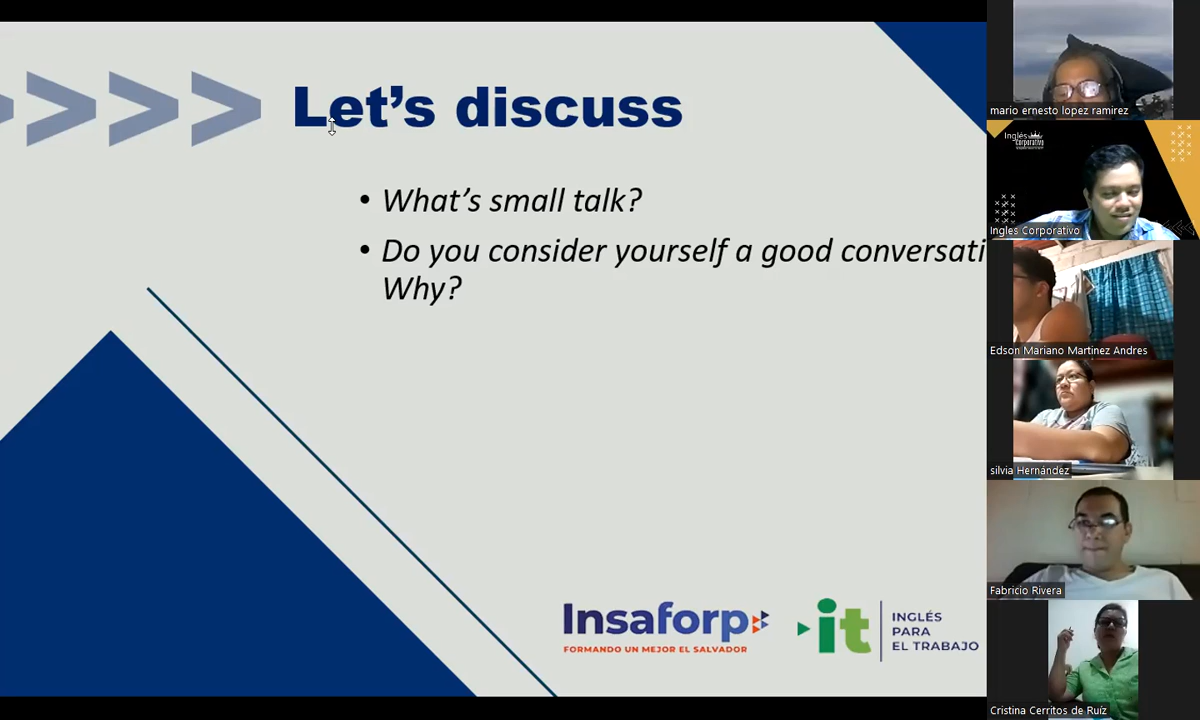 Let's discuss
• What's small talk?
• Do you consider yourself a good conversati
Why?
Insaforp
FORMANDO UN MEJOR EL SALVADOR
it
INGLÉS
PARA
EL TRABAJO
mario ernesto lopez ramirez
Inglés
Corporativo
Ingles Corporativo
Edson Mariano Martinez Andres
silvia Hernández
Fabricio Rivera
Cristina Cerritos de Ruíz